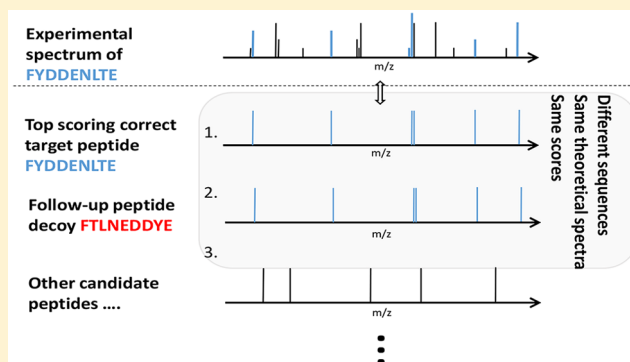 Experimental
spectrum of
FYDDENLTE
m/z
Top scoring correct
target peptide
FYDDENLTE
1.
m/z
Follow-up peptide
decoy FTLNEDDYE
2.
m/z
3.
Other candidate
peptides ....
m/z
Different sequences
Same theoretical spectra
Same scores